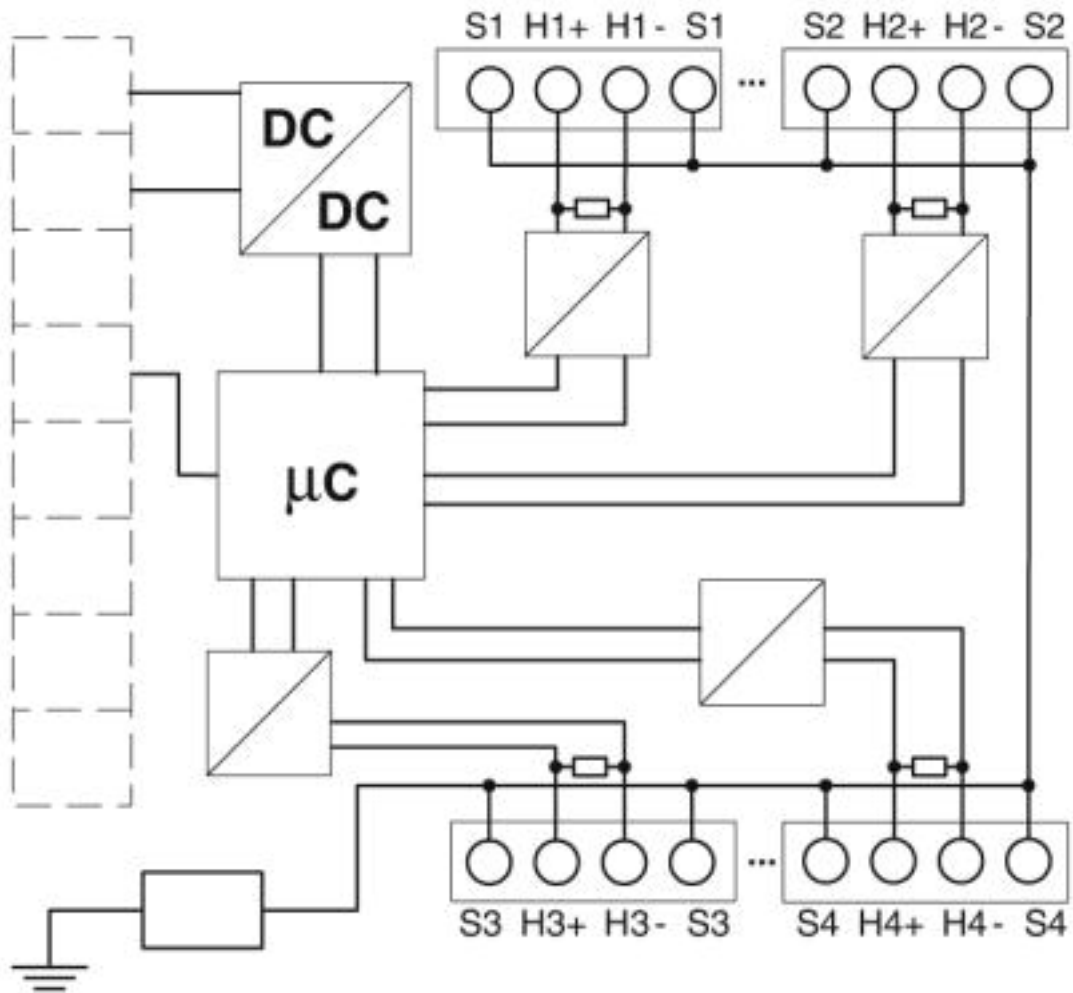 S1 H1+ H1- S1 S2 H2+ H2- S2
...
DC
DC
μC
...
S3 H3+ H3- S3 S4 H4+ H4- S4